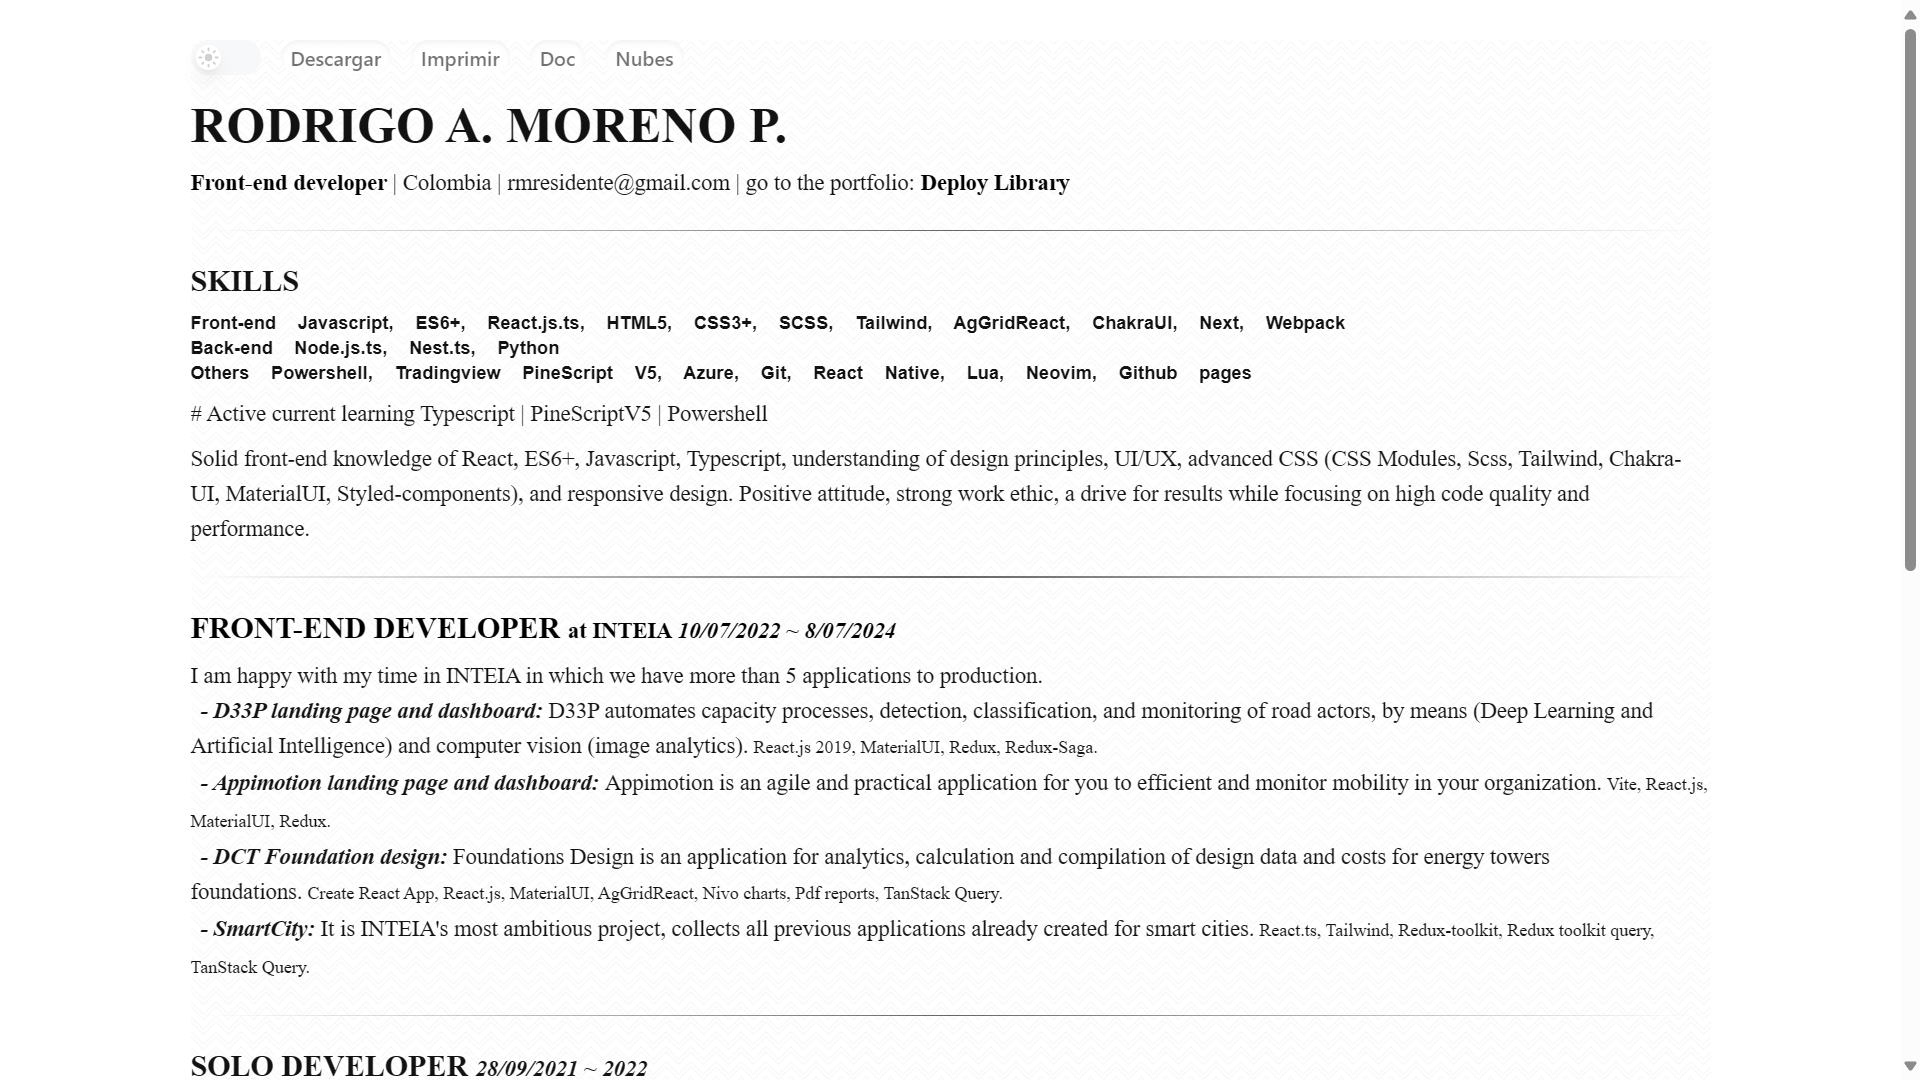 Descargar Imprimir Doc Nubes
RODRIGO A. MORENO P.
Front-end developer | Colombia | rmresidente@gmail.com | go to the portfolio: Deploy Library
SKILLS
Front-end Javascript, ES6+, React.js.ts, HTML5, CSS3+, SCSS, Tailwind, AgGridReact, ChakraUI, Next, Webpack
Back-end Node.js.ts, Nest.ts, Python
Others Powershell, Tradingview PineScript V5, Azure, Git, React Native, Lua, Neovim, Github pages
# Active current learning Typescript | PineScriptV5 | Powershell
Solid front-end knowledge of React, ES6+, Javascript, Typescript, understanding of design principles, UI/UX, advanced CSS (CSS Modules, Scss, Tailwind, Chakra-
UI, MaterialUI, Styled-components), and responsive design. Positive attitude, strong work ethic, a drive for results while focusing on high code quality and
performance.
FRONT-END DEVELOPER at INTEIA 10/07/2022 ~ 8/07/2024
I am happy with my time in INTEIA in which we have more than 5 applications to production.
- D33P landing page and dashboard: D33P automates capacity processes, detection, classification, and monitoring of road actors, by means (Deep Learning and
Artificial Intelligence) and computer vision (image analytics). React.js 2019, MaterialUI, Redux, Redux-Saga.
- Appimotion landing page and dashboard: Appimotion is an agile and practical application for you to efficient and monitor mobility in your organization. Vite, React.js,
MaterialUI, Redux.
- DCT Foundation design: Foundations Design is an application for analytics, calculation and compilation of design data and costs for energy towers
foundations. Create React App, React.js, MaterialUI, AgGridReact, Nivo charts, Pdf reports, TanStack Query.
- SmartCity: It is INTEIA's most ambitious project, collects all previous applications already created for smart cities. React.ts, Tailwind, Redux-toolkit, Redux toolkit query,
TanStack Query.
SOLO DEVELOPER 28/09/2021 ~ 2022